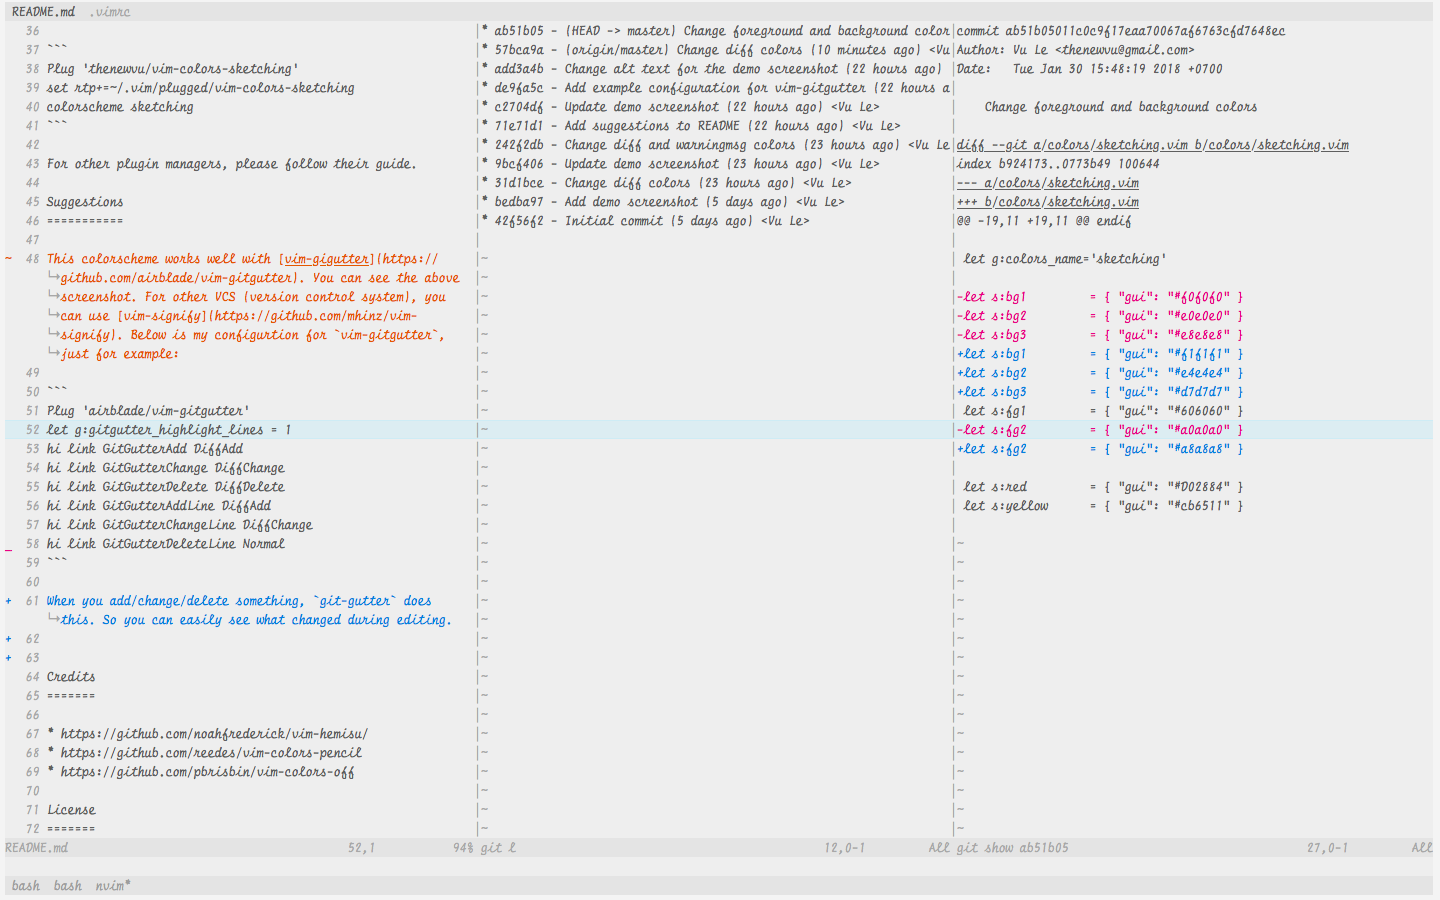 README.md .vimrc
36
37 ```
38 Plug 'thenewvu/vim-colors-sketching'
39 set rtp+=~/.vim/plugged/vim-colors-sketching
40 colorscheme sketching
41 ```
42
43 For other plugin managers, please follow their guide.
44
45 Suggestions
46 ===========
47
~ 48 This colorscheme works well with [vim-gigutter](https://
└→github.com/airblade/vim-gitgutter). You can see the above
└→screenshot. For other VCS (version control system), you
└→can use [vim-signify](https://github.com/mhinz/vim-
└→signify). Below is my configurtion for `vim-gitgutter`,
└→just for example:
49
50 ```
51 Plug 'airblade/vim-gitgutter'
52 let g:gitgutter_highlight_lines = 1
53 hi link GitGutterAdd DiffAdd
54 hi link GitGutterChange DiffChange
55 hi link GitGutterDelete DiffDelete
56 hi link GitGutterAddLine DiffAdd
57 hi link GitGutterChangeLine DiffChange
_ 58 hi link GitGutterDeleteLine Normal
59 ```
60
+ 61 When you add/change/delete something, `git-gutter` does
└→this. So you can easily see what changed during editing.
+ 62
+ 63
64 Credits
65 =======
66
67 * https://github.com/noahfrederick/vim-hemisu/
68 * https://github.com/reedes/vim-colors-pencil
69 * https://github.com/pbrisbin/vim-colors-off
70
71 License
72 =======
README.md 52,1 94%
* ab51b05 - (HEAD -> master) Change foreground and background color
* 57bca9a - (origin/master) Change diff colors (10 minutes ago) <Vu
* add3a4b - Change alt text for the demo screenshot (22 hours ago)
* de9fa5c - Add example configuration for vim-gitgutter (22 hours a
* c2704df - Update demo screenshot (22 hours ago) <Vu Le>
* 71e71d1 - Add suggestions to README (22 hours ago) <Vu Le>
* 242f2db - Change diff and warningmsg colors (23 hours ago) <Vu Le
* 9bcf406 - Update demo screenshot (23 hours ago) <Vu Le>
* 31d1bce - Change diff colors (23 hours ago) <Vu Le>
* bedba97 - Add demo screenshot (5 days ago) <Vu Le>
* 42f56f2 - Initial commit (5 days ago) <Vu Le>
git l 12,0-1 All
commit ab51b05011c0c9f17eaa70067af6763cfd7648ec
Author: Vu Le <thenewvu@gmail.com>
Date: Tue Jan 30 15:48:19 2018 +0700
Change foreground and background colors
diff --git a/colors/sketching.vim b/colors/sketching.vim
index b924173..0773b49 100644
--- a/colors/sketching.vim
+++ b/colors/sketching.vim
@@ -19,11 +19,11 @@ endif
let g:colors_name='sketching'
-let s:bg1 = { "gui": "#f0f0f0" }
-let s:bg2 = { "gui": "#e0e0e0" }
-let s:bg3 = { "gui": "#e8e8e8" }
+let s:bg1 = { "gui": "#f1f1f1" }
+let s:bg2 = { "gui": "#e4e4e4" }
+let s:bg3 = { "gui": "#d7d7d7" }
let s:fg1 = { "gui": "#606060" }
-let s:fg2 = { "gui": "#a0a0a0" }
+let s:fg2 = { "gui": "#a8a8a8" }
let s:red = { "gui": "#D02884" }
let s:yellow = { "gui": "#cb6511" }
git show ab51b05 27,0-1 All
bash bash nvim*